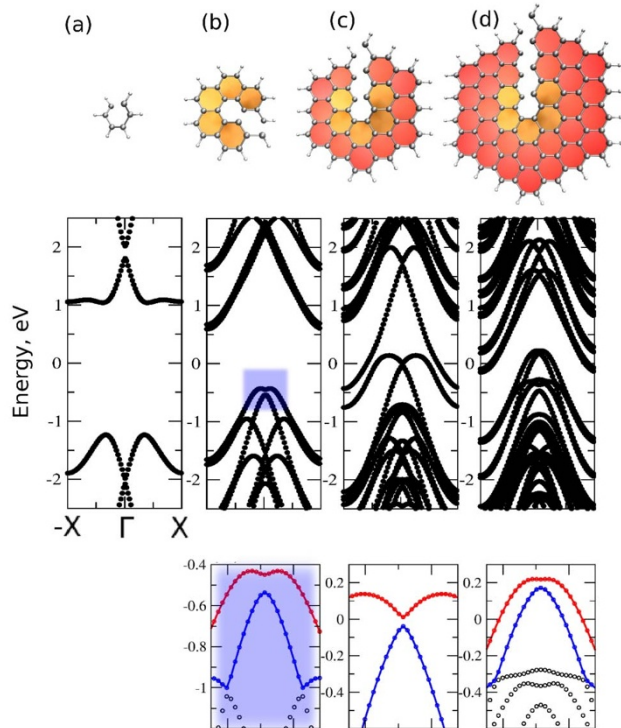 (a) (b) (c) (d)
Energy, eV
2 2 2 2
1 1 1 1
0 0 0 0
-1 -1 -1 -1
-2 -2 -2 -2
-X Γ X
-0.4 0.2 0.2
-0.6 0 0
-0.8 -0.2 -0.2
-1 -0.4 -0.4